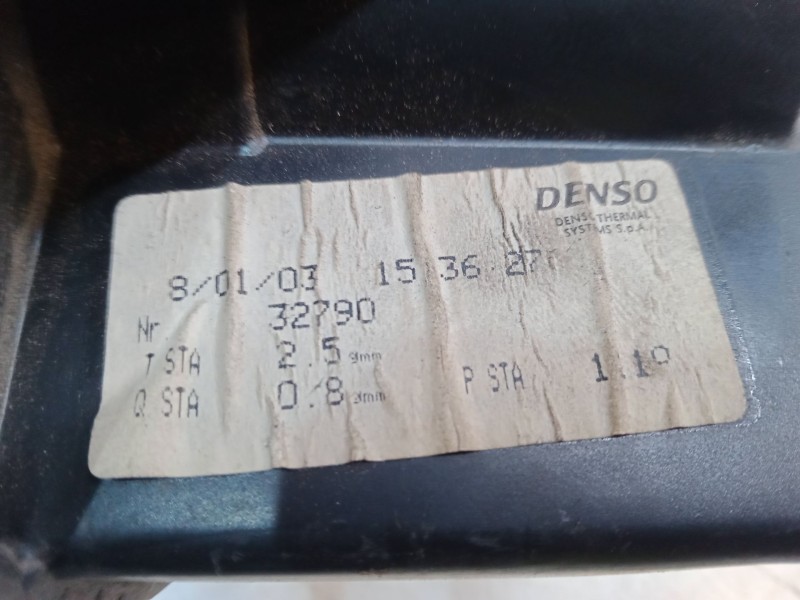 DENSO
DENSO THERMAL
SYSTEMS S.p.A.
8/01/03 15 36 27
Nr 32790
T STA 2.5
Q STA 0.8 P STA 1.10